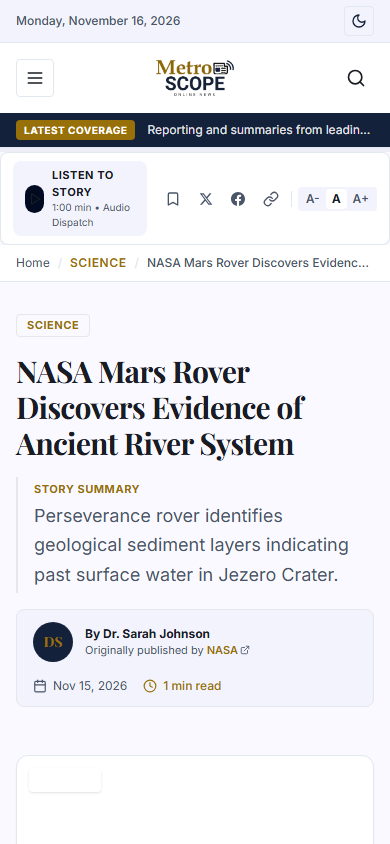 Monday, November 16, 2026
Metro
SCOPE
ONLINE NEWS
LATEST COVERAGE Reporting and summaries from leadin...
LISTEN TO
STORY
1:00 min • Audio
Dispatch
A- A A+
Home / SCIENCE / NASA Mars Rover Discovers Evidenc...
SCIENCE
NASA Mars Rover
Discovers Evidence of
Ancient River System
STORY SUMMARY
Perseverance rover identifies
geological sediment layers indicating
past surface water in Jezero Crater.
DS
By Dr. Sarah Johnson
Originally published by NASA
Nov 15, 2026 1 min read